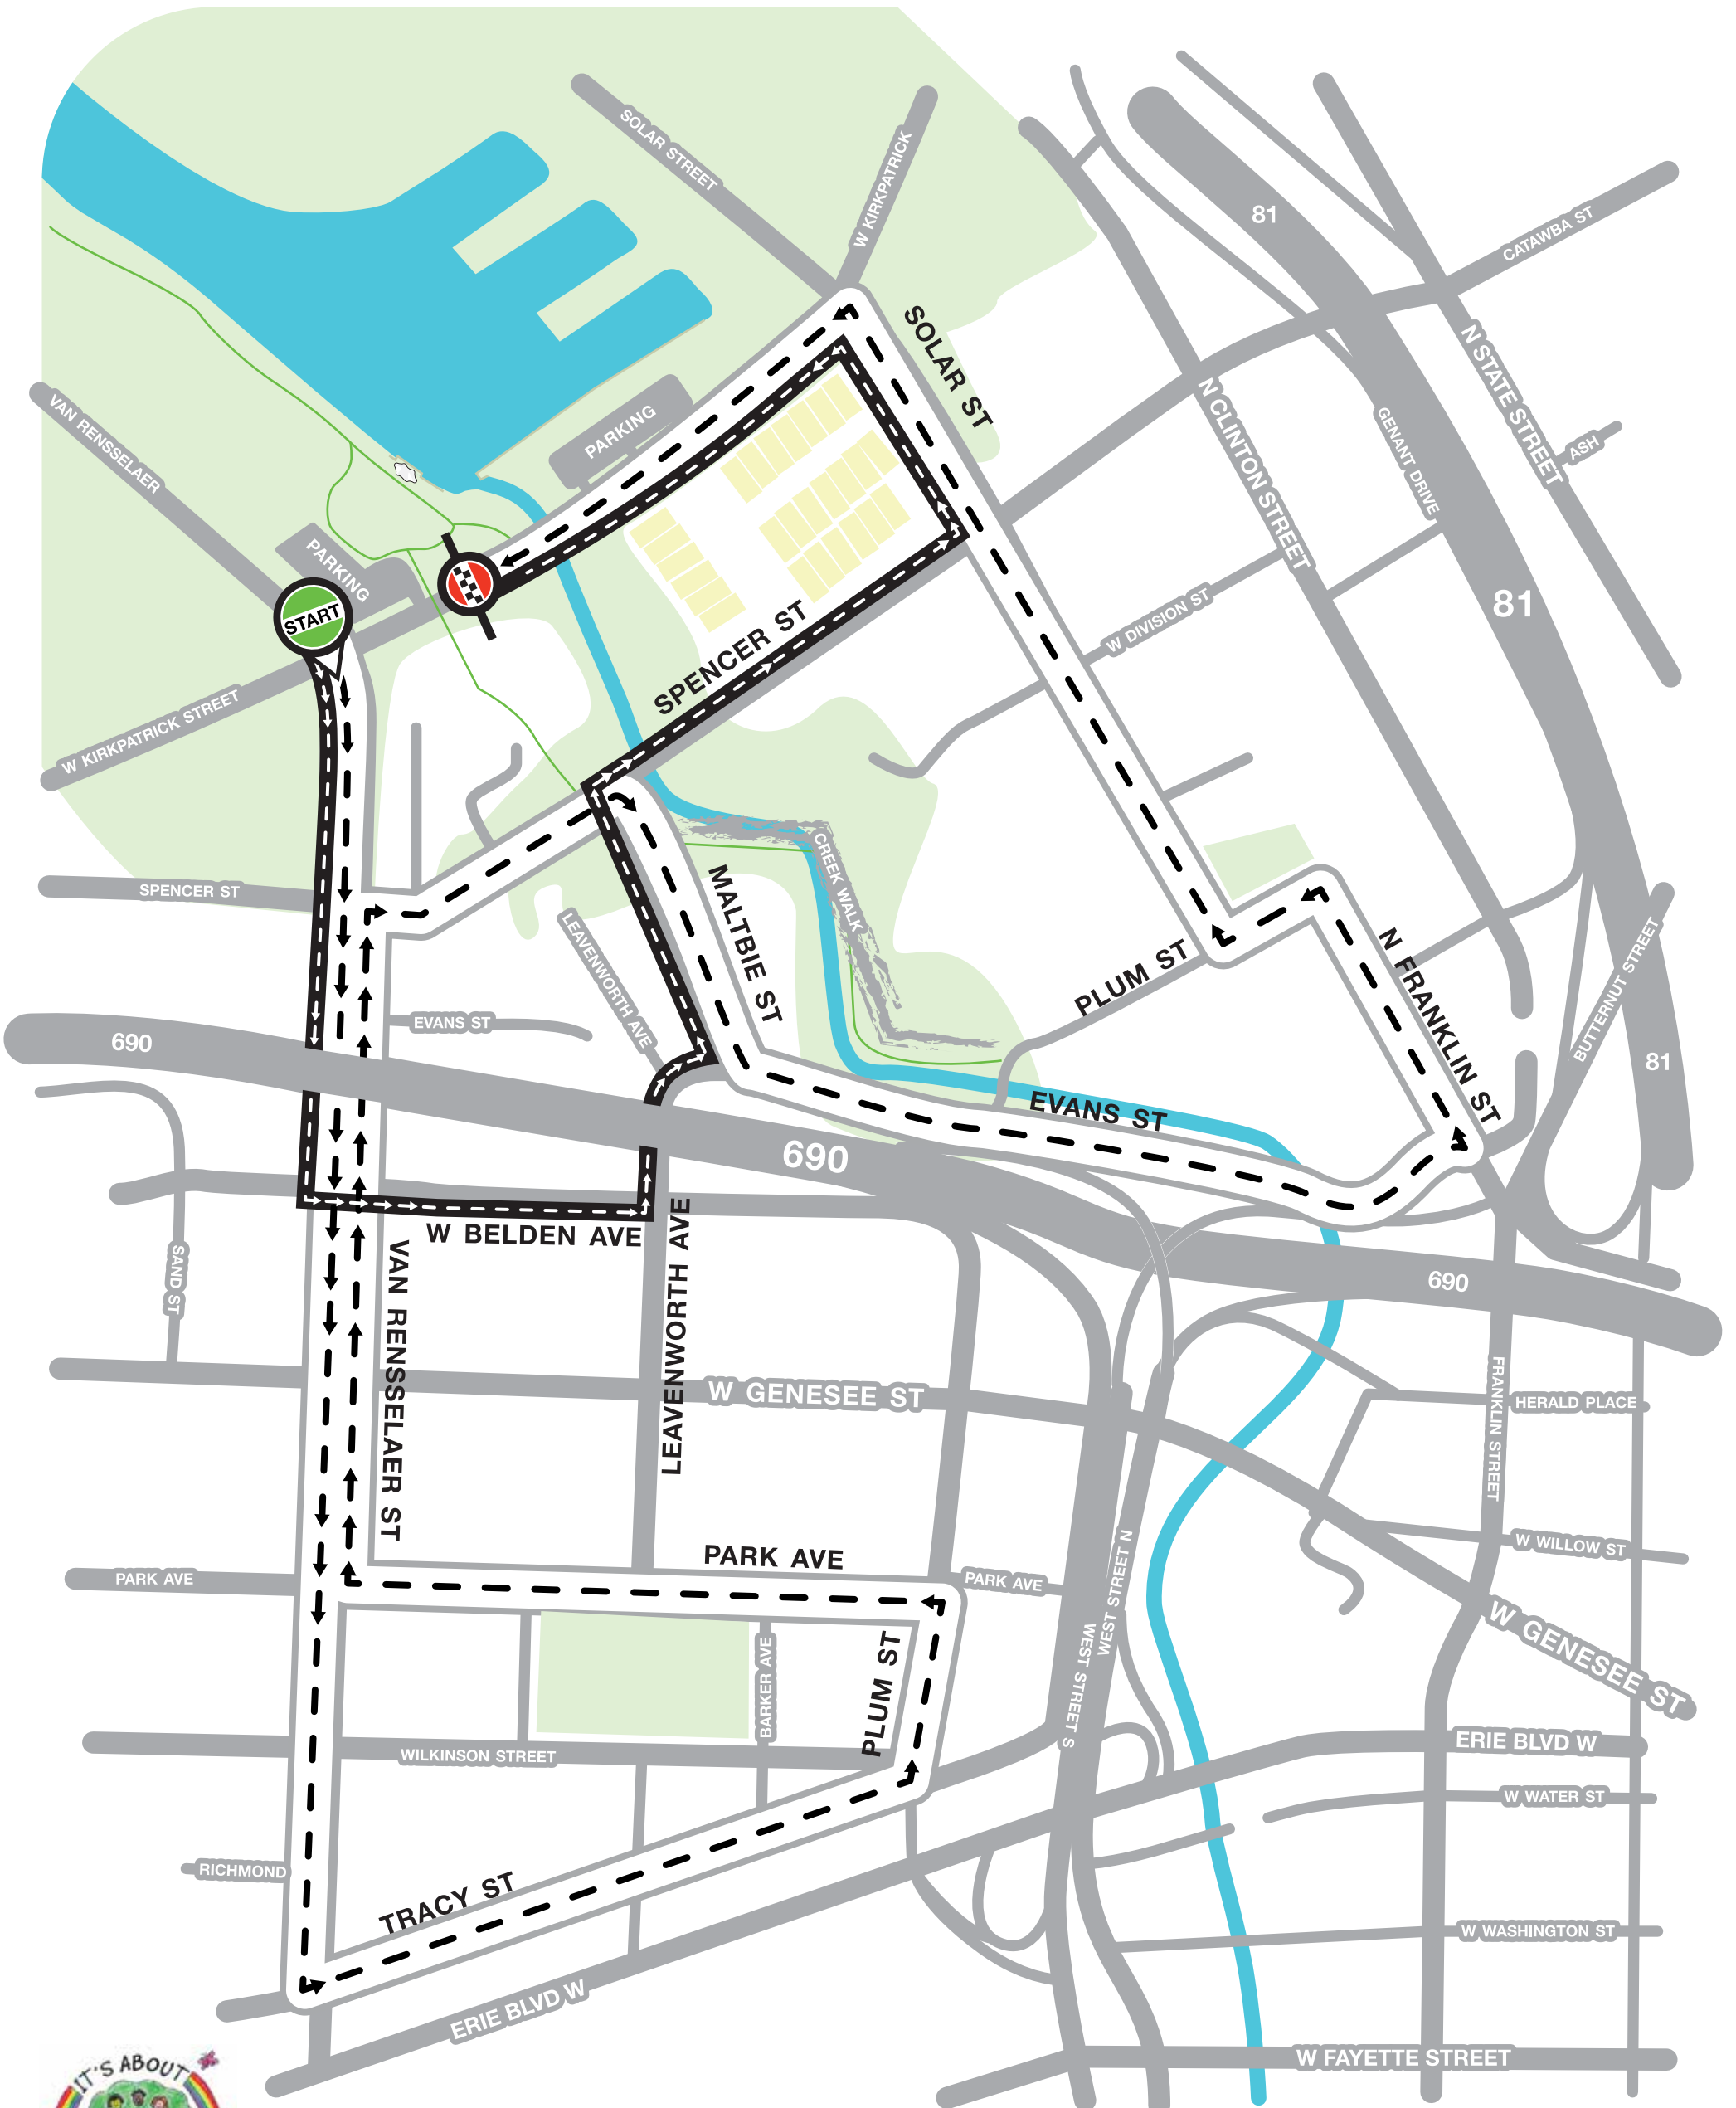 SOLAR STREET
W KIRKPATRICK
81
CATAWBA ST
SOLAR ST
N STATE STREET
VAN RENSSELAER
PARKING
N CLINTON STREET
GENANT DRIVE
ASH
PARKING
START
81
W DIVISION ST
SPENCER ST
W KIRKPATRICK STREET
SPENCER ST
MALTBIE ST
CREEK WALK
LEAVENWORTH AVE
PLUM ST
N FRANKLIN ST
BUTTERNUT STREET
EVANS ST
690
81
EVANS ST
690
W BELDEN AVE
SAND ST
VAN RENSSELAER ST
LEAVENWORTH AVE
690
W GENESEE ST
FRANKLIN STREET
HERALD PLACE
PARK AVE
PARK AVE
PARK AVE
WEST STREET N
WEST STREET S
W WILLOW ST
W GENESEE ST
BARKER AVE
PLUM ST
WILKINSON STREET
ERIE BLVD W
W WATER ST
RICHMOND
TRACY ST
W WASHINGTON ST
ERIE BLVD W
W FAYETTE STREET
IT'S ABOUT